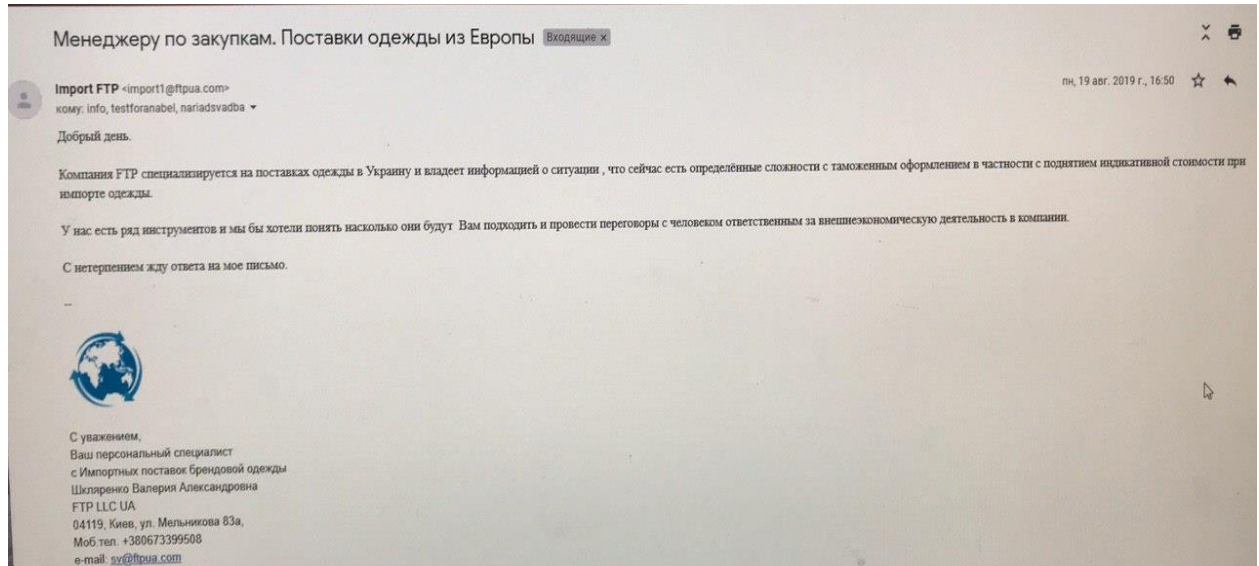 Менеджеру по закупкам. Поставки одежды из Европы Входящие x
Import FTP <import1@ftpua.com>
пн, 19 авг. 2019 г., 16:50
кому: info, testforanabel, nariadsvadba
Добрый день.
Компания FTP специализируется на поставках одежды в Украину и владеет информацией о ситуации , что сейчас есть определённые сложности с таможенным оформлением в частности с поднятием индикативной стоимости при
импорте одежды.
У нас есть ряд инструментов и мы бы хотели понять насколько они будут Вам подходить и провести переговоры с человеком ответственным за внешнеэкономическую деятельность в компании.
С нетерпением жду ответа на мое письмо.
--
С уважением,
Ваш персональный специалист
с Импортных поставок брендовой одежды
Шкляренко Валерия Александровна
FTP LLC UA
04119, Киев, ул. Мельникова 83а,
Моб.тел. +380673399508
e-mail: sv@ftpua.com